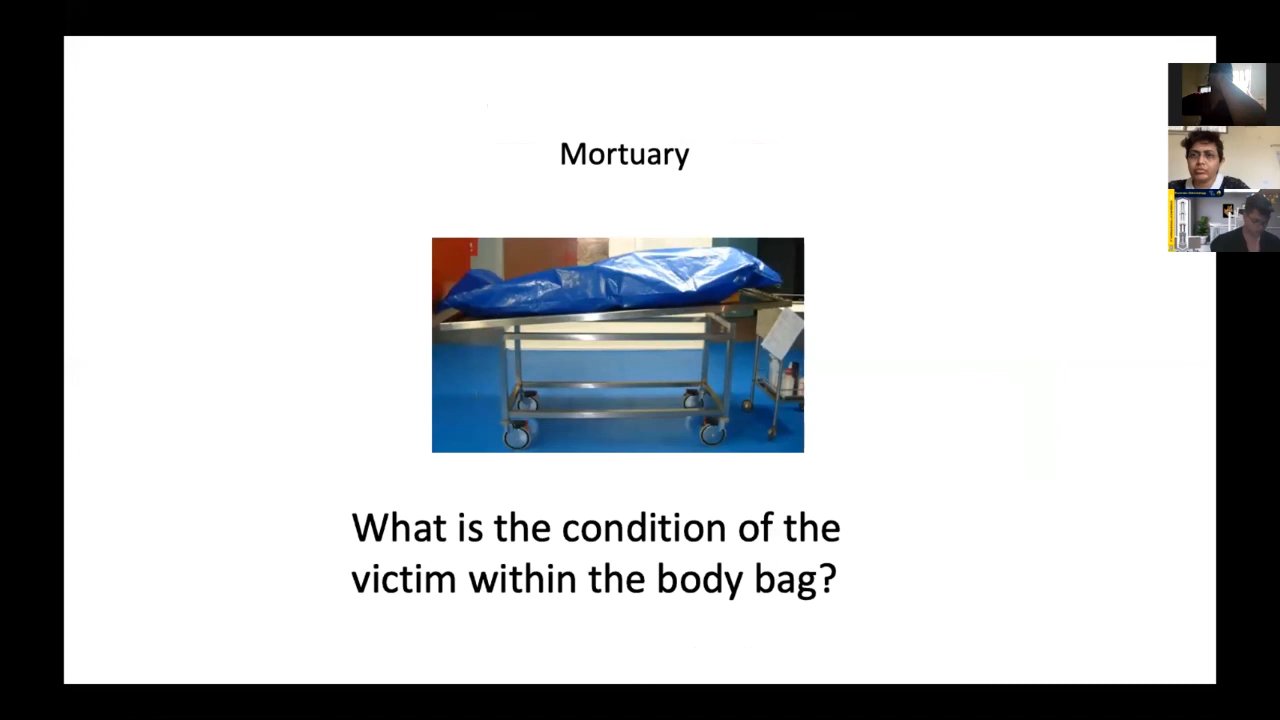 Mortuary
What is the condition of the
victim within the body bag?